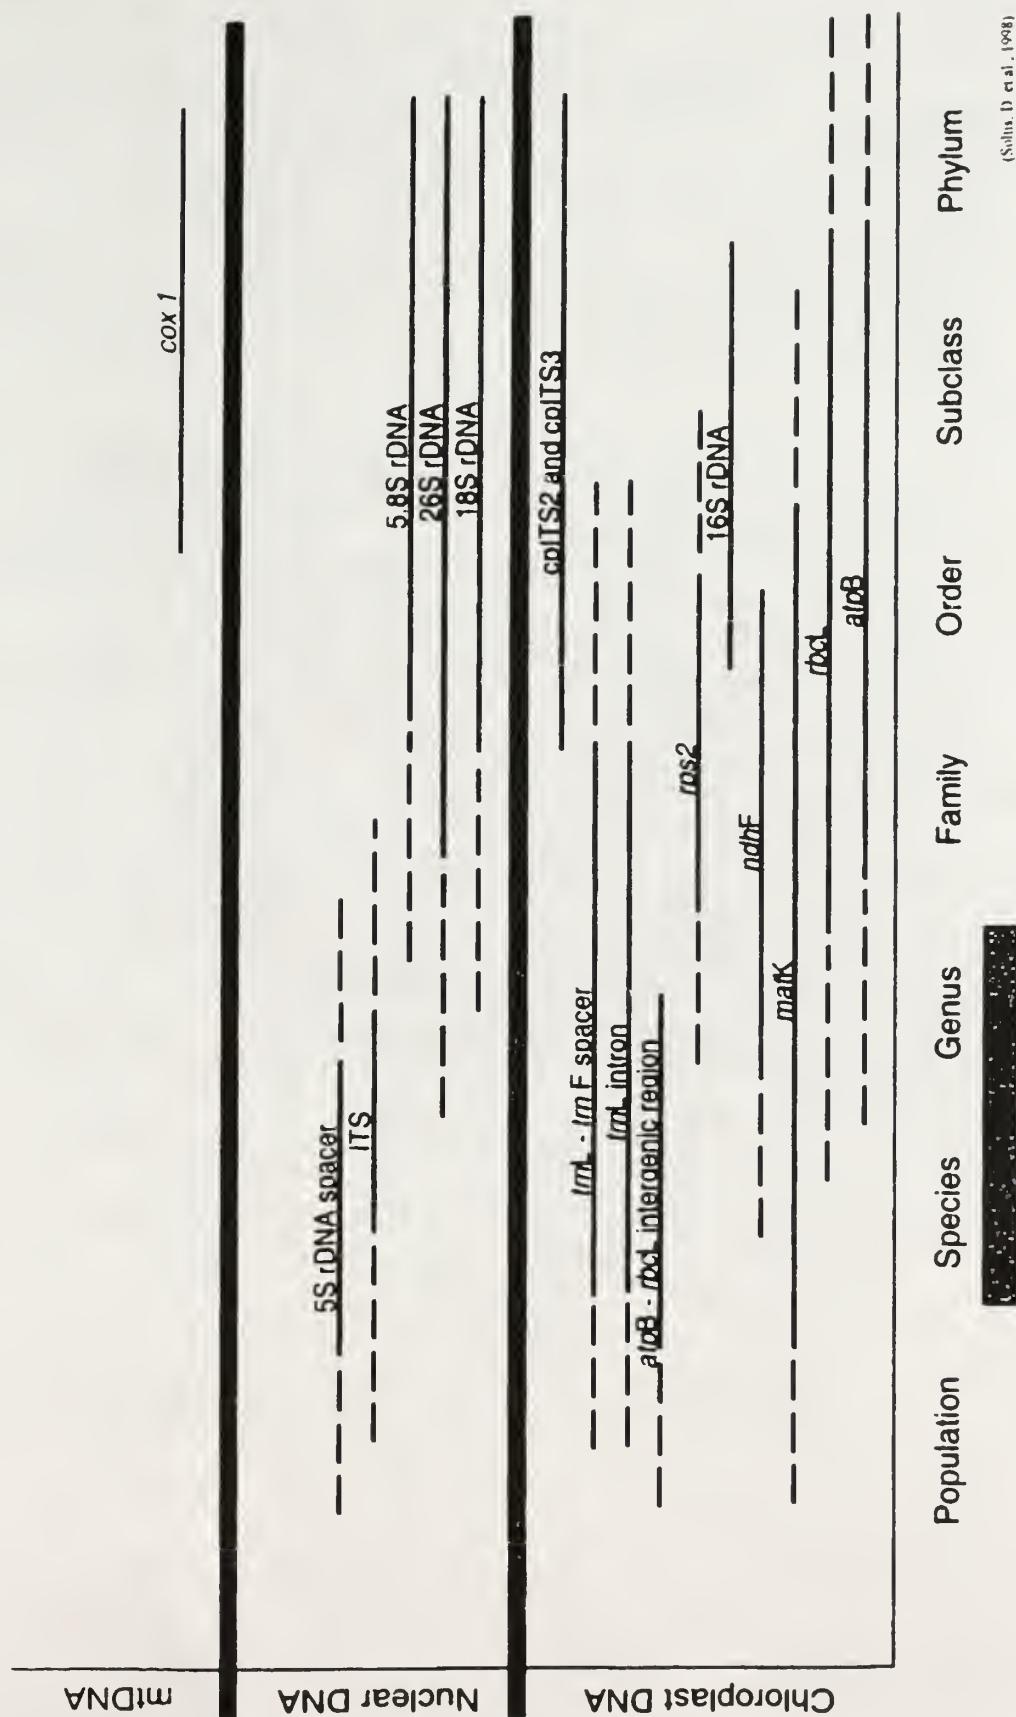 mtDNA
cox 1
Nuclear DNA
5S rDNA spacer
ITS
5.8S rDNA
26S rDNA
18S rDNA
Chloroplast DNA
cpITS2 and cpITS3
trnL - trn F spacer
trnL intron
atpB - rbcL intergenic region
rps2
16S rDNA
ndhF
matK
rbcL
atpB
Population Species Genus Family Order Subclass Phylum
(Soltis, D et al, 1998)